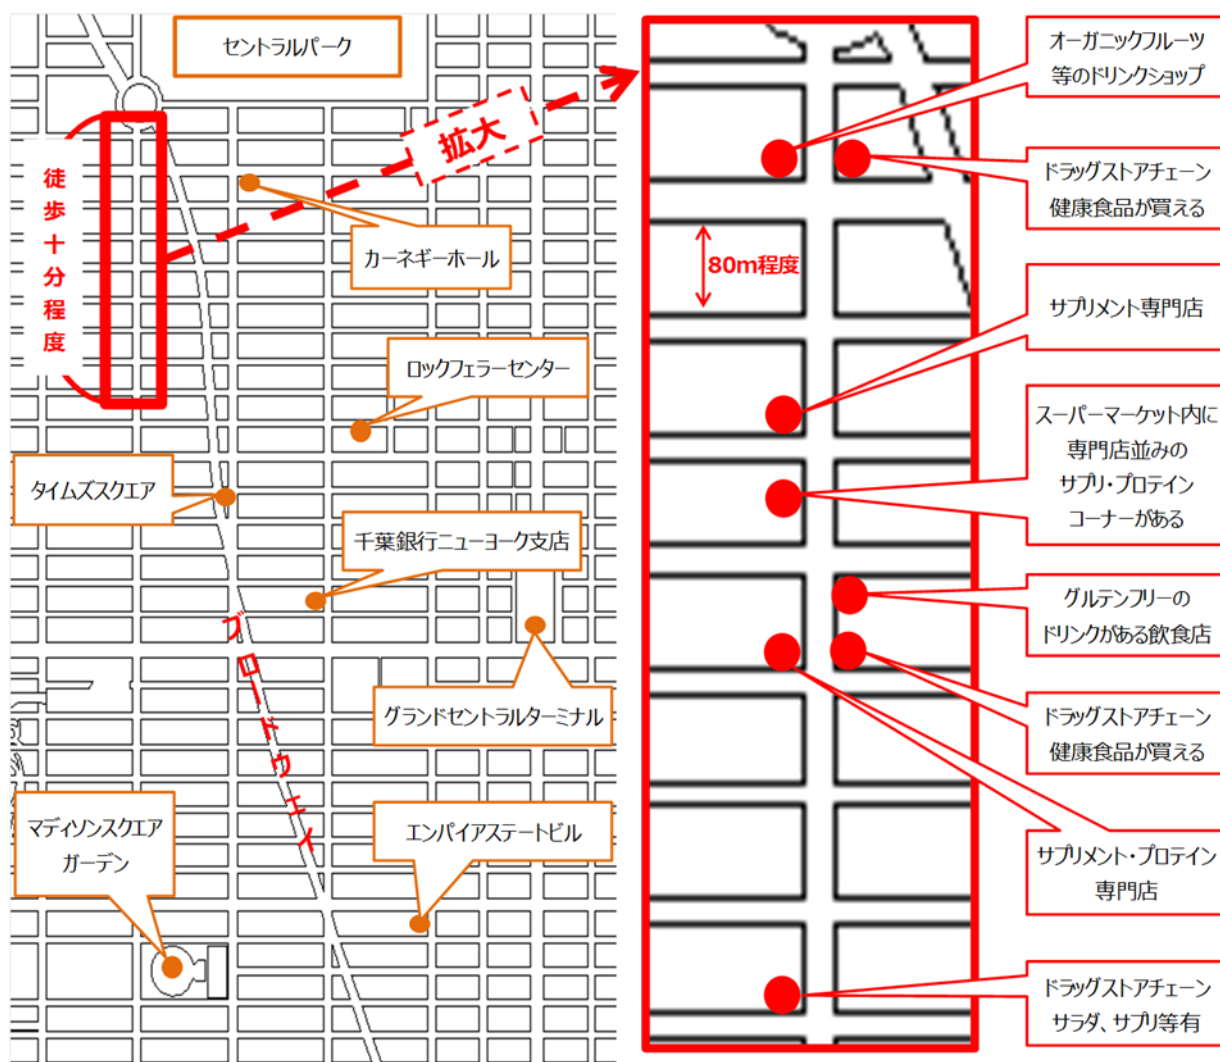 セントラルパーク
拡大
徒歩十分程度
カーネギーホール
ロックフェラーセンター
タイムズスクエア
千葉銀行ニューヨーク支店
ブロードウェイ
グランドセントラルターミナル
マディソンスクエア
ガーデン
エンパイアステートビル
80m程度
オーガニックフルーツ
等のドリンクショップ
ドラッグストアチェーン
健康食品が買える
サプリメント専門店
スーパーマーケット内に
専門店並みの
サプリ・プロテイン
コーナーがある
グルテンフリーの
ドリンクがある飲食店
ドラッグストアチェーン
健康食品が買える
サプリメント・プロテイン
専門店
ドラッグストアチェーン
サラダ、サプリ等有